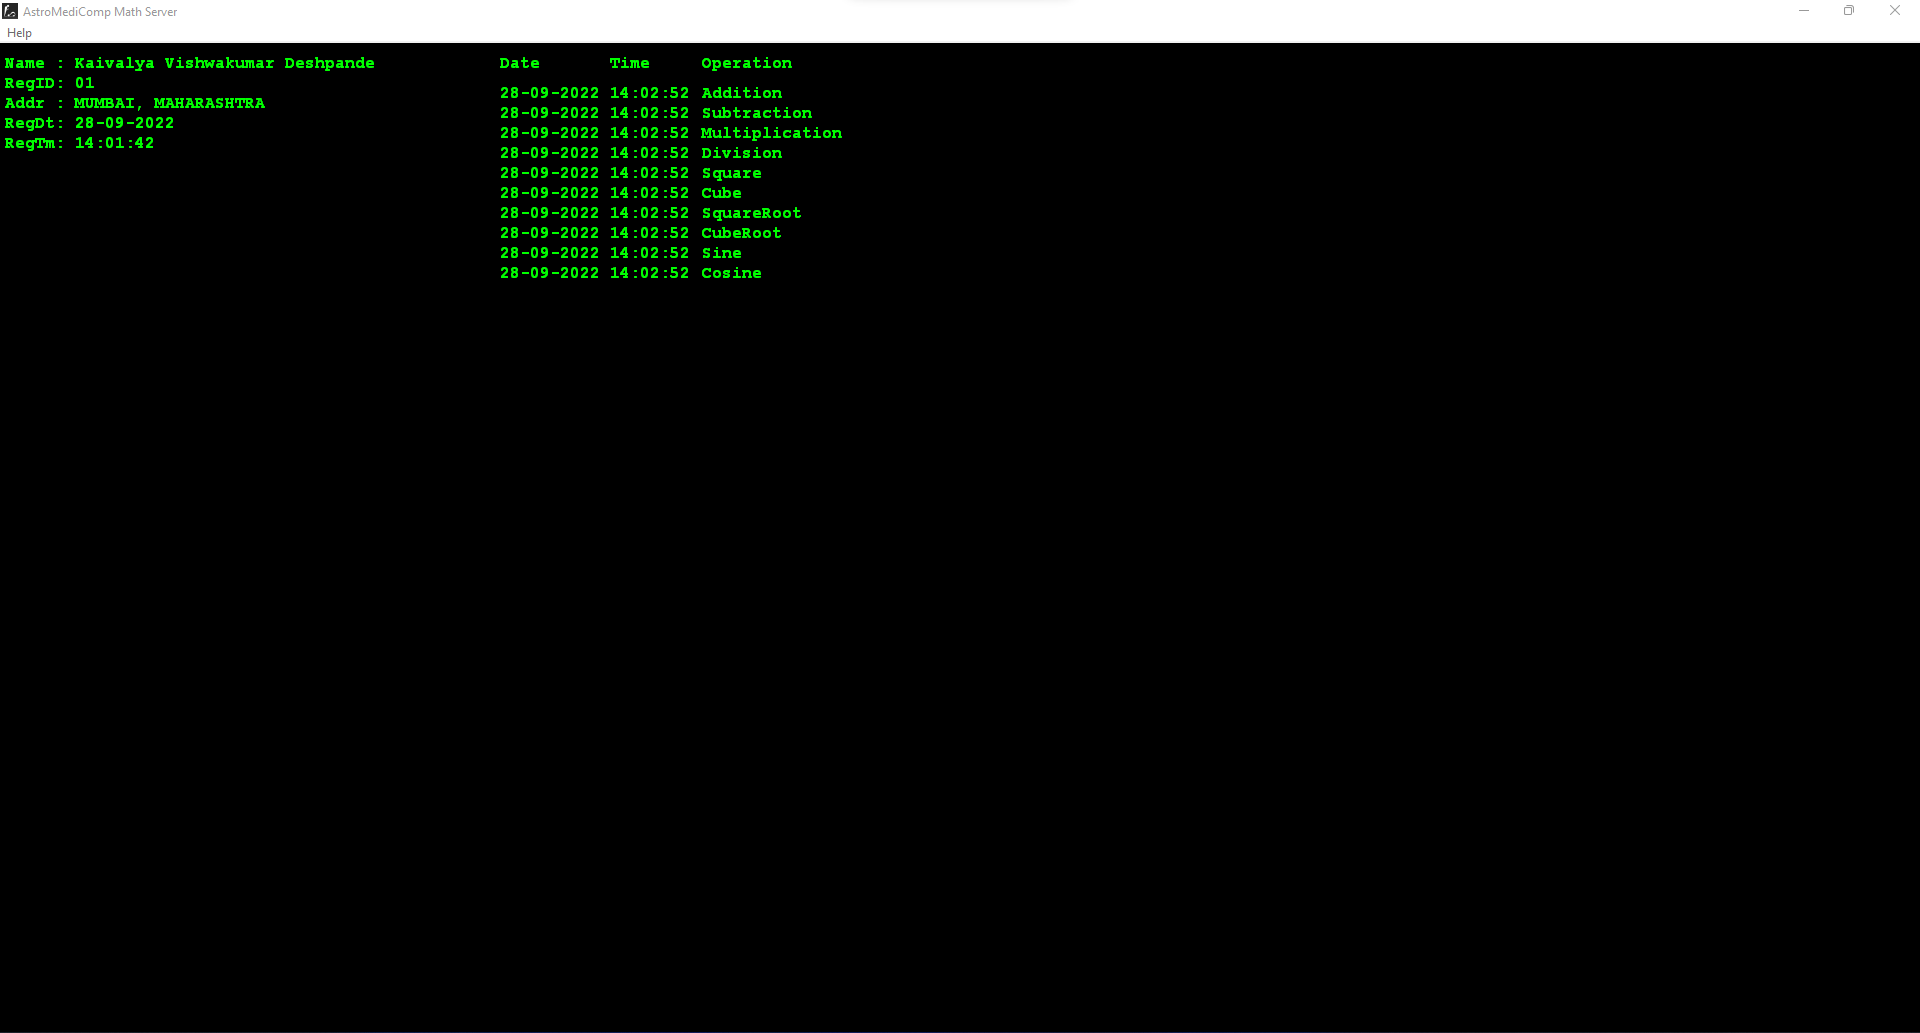 AstroMediComp Math Server
Help
Name : Kaivalya Vishwakumar Deshpande
RegID: 01
Addr : MUMBAI, MAHARASHTRA
RegDt: 28-09-2022
RegTm: 14:01:42
Date Time Operation
28-09-2022 14:02:52 Addition
28-09-2022 14:02:52 Subtraction
28-09-2022 14:02:52 Multiplication
28-09-2022 14:02:52 Division
28-09-2022 14:02:52 Square
28-09-2022 14:02:52 Cube
28-09-2022 14:02:52 SquareRoot
28-09-2022 14:02:52 CubeRoot
28-09-2022 14:02:52 Sine
28-09-2022 14:02:52 Cosine